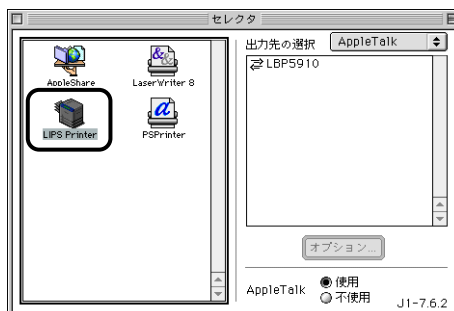 セレクタ
AppleShare
LaserWriter 8
LIPS Printer
PSPrinter
出力先の選択 AppleTalk
LBP5910
オプション...
AppleTalk
使用
不使用
J1-7.6.2